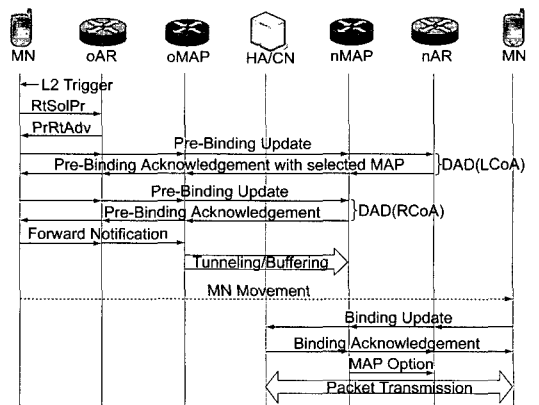 MN oAR oMAP HA/CN nMAP nAR MN
L2 Trigger
RtSolPr
PrRtAdv
Pre-Binding Update
Pre-Binding Acknowledgement with selected MAP
DAD(LCoA)
Pre-Binding Update
Pre-Binding Acknowledgement
DAD(RCoA)
Forward Notification
Tunneling/Buffering
MN Movement
Binding Update
Binding Acknowledgement
MAP Option
Packet Transmission